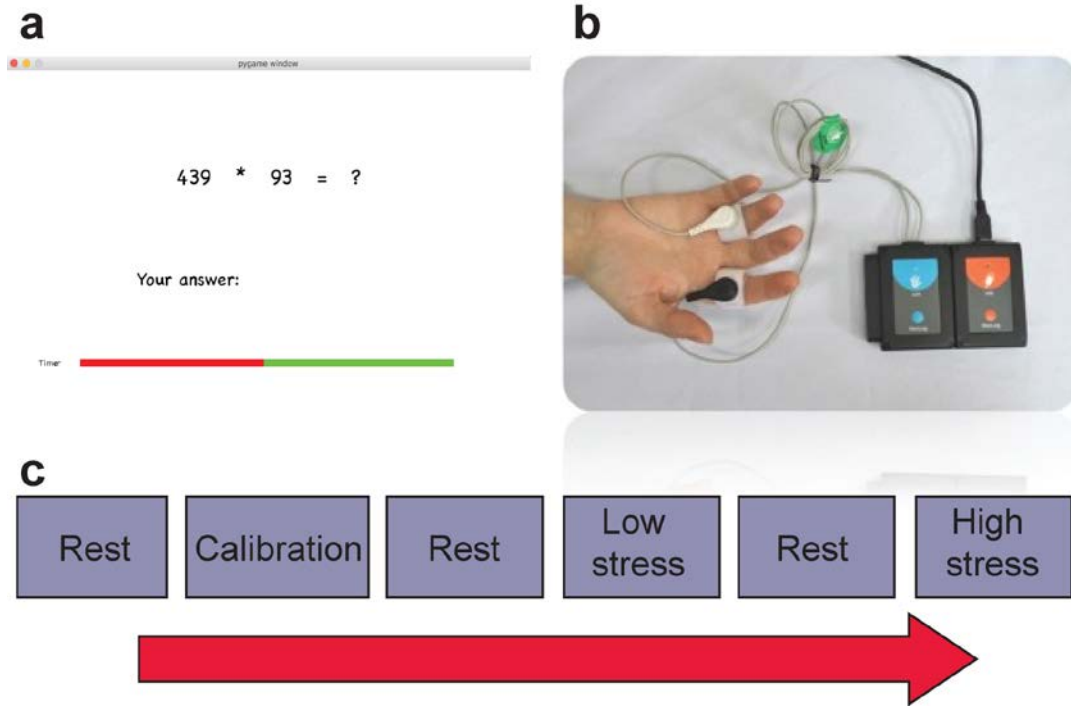 a
pygame window
439 * 93 = ?
Your answer:
Timer
b
c
Rest
Calibration
Rest
Low
stress
Rest
High
stress